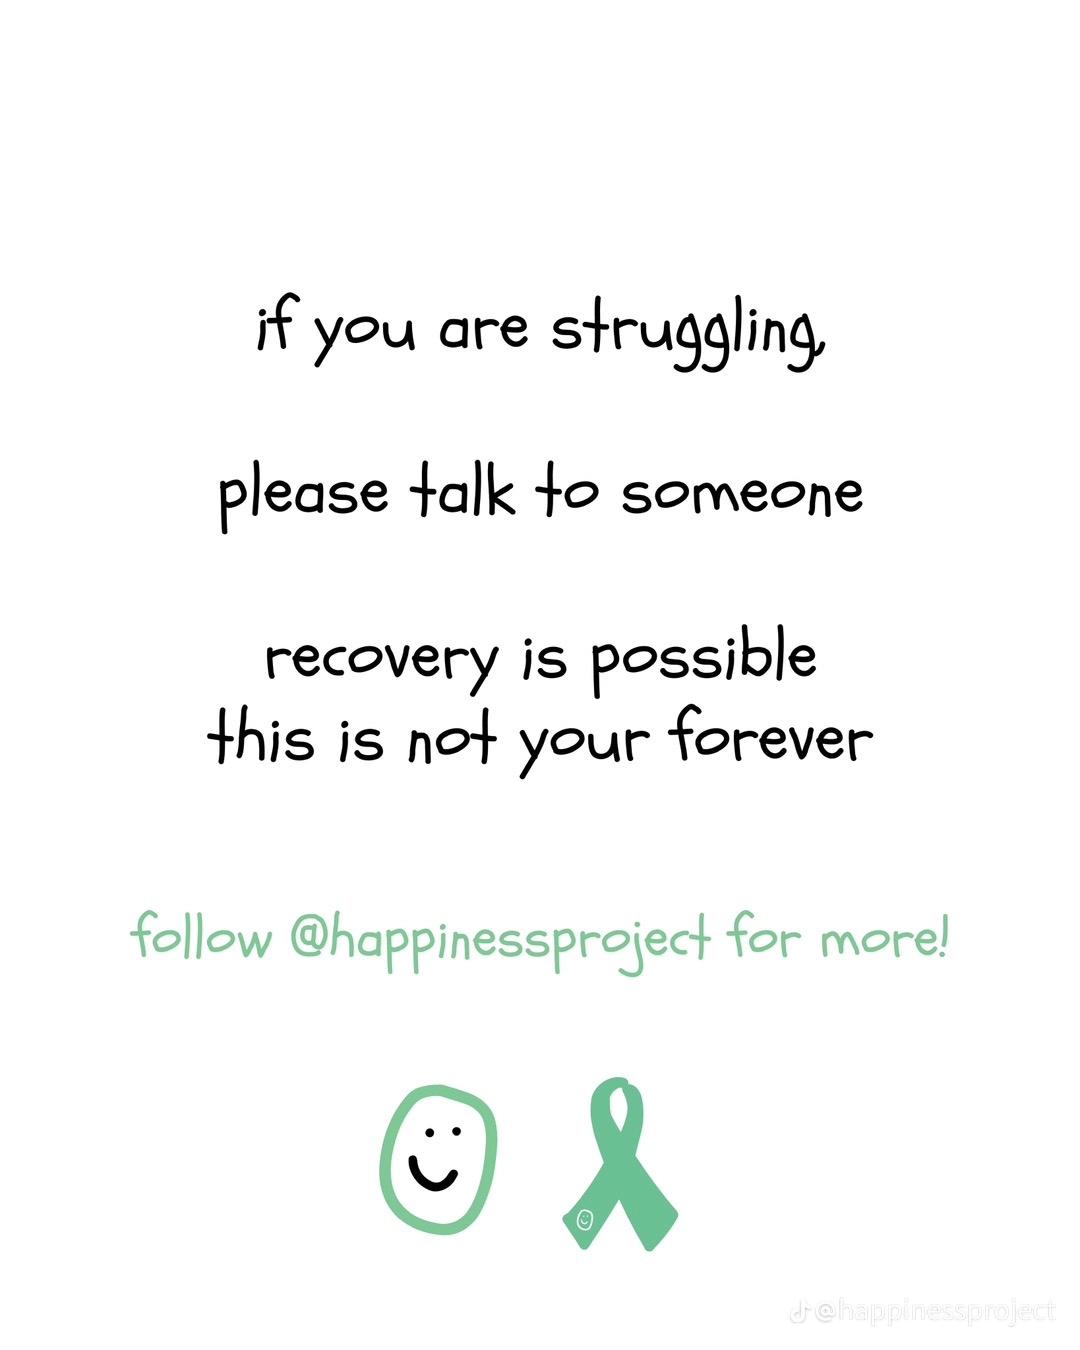 if you are struggling,
please talk to someone
recovery is possible
this is not your forever
follow @happinessproject for more!
@happinessproject